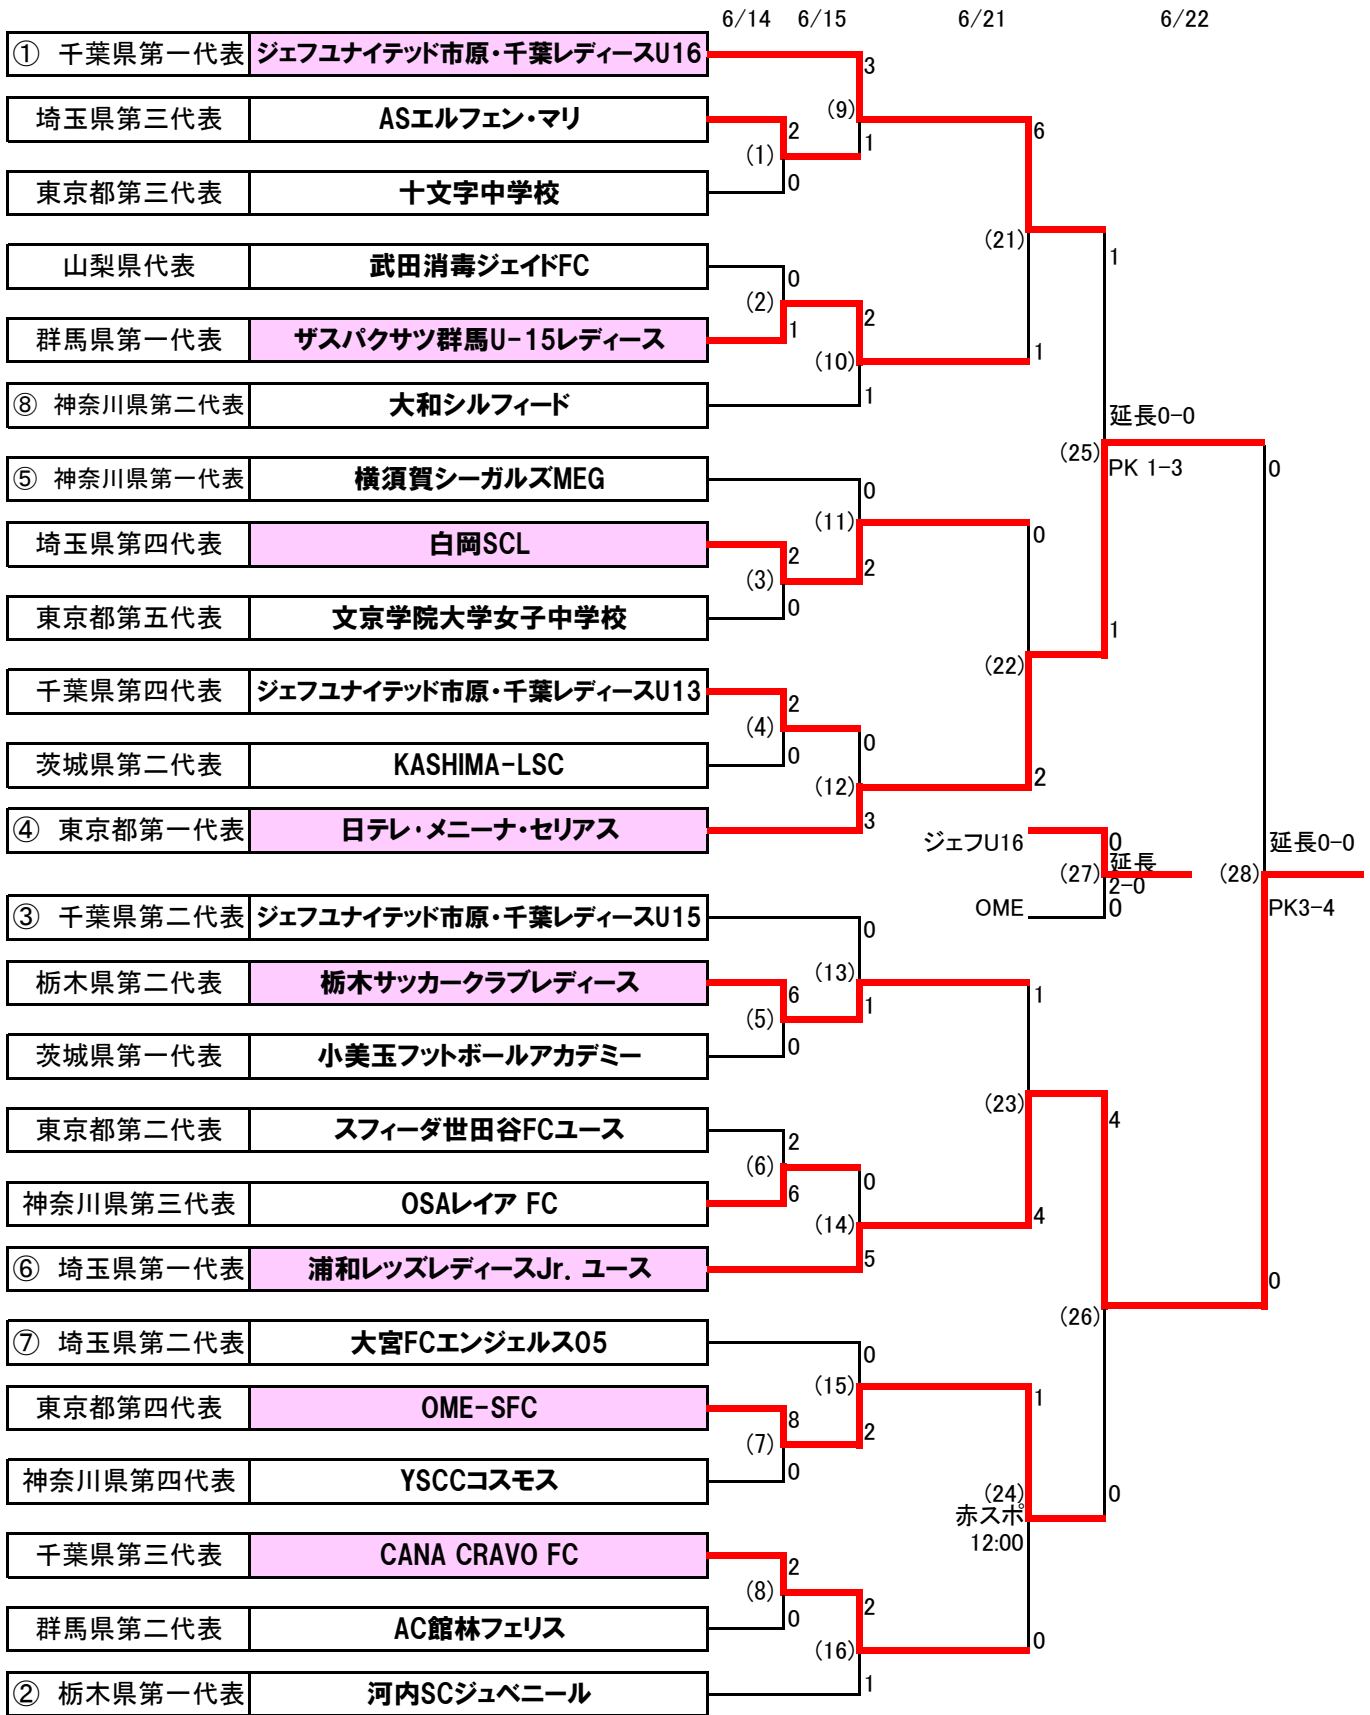 6/14 6/15 6/21 6/22
① 千葉県第一代表 ジェフユナイテッド市原・千葉レディースU16
3
埼玉県第三代表 ASエルフェン・マリ
(9)
2
6
(1)
1
東京都第三代表 十文字中学校
0
(21)
山梨県代表 武田消毒ジェイドFC
1
0
(2)
2
群馬県第一代表 ザスパクサツ群馬U-15レディース
1
(10)
1
⑧ 神奈川県第二代表 大和シルフィード
1
延長0-0
(25)
PK 1-3
0
⑤ 神奈川県第一代表 横須賀シーガルズMEG
0
(11)
埼玉県第四代表 白岡SCL
0
2
(3)
2
東京都第五代表 文京学院大学女子中学校
0
1
(22)
千葉県第四代表 ジェフユナイテッド市原・千葉レディースU13
2
(4)
0
茨城県第二代表 KASHIMA-LSC
0
(12)
2
④ 東京都第一代表 日テレ・メニーナ・セリアス
3
ジェフU16
0
延長0-0
延長
(27)
(28)
2-0
③ 千葉県第二代表 ジェフユナイテッド市原・千葉レディースU15
OME
0
PK3-4
0
(13)
栃木県第二代表 栃木サッカークラブレディース
6
1
1
(5)
茨城県第一代表 小美玉フットボールアカデミー
0
(23)
東京都第二代表 スフィーダ世田谷FCユース
4
2
(6)
0
神奈川県第三代表 OSAレイア FC
6
4
(14)
⑥ 埼玉県第一代表 浦和レッズレディースJr. ユース
5
0
(26)
⑦ 埼玉県第二代表 大宮FCエンジェルス05
0
(15)
東京都第四代表 OME-SFC
1
8
2
(7)
神奈川県第四代表 YSCCコスモス
0
(24)
0
赤スポ
12:00
千葉県第三代表 CANA CRAVO FC
2
(8)
2
群馬県第二代表 AC館林フェリス
0
0
(16)
② 栃木県第一代表 河内SCジュベニール
1